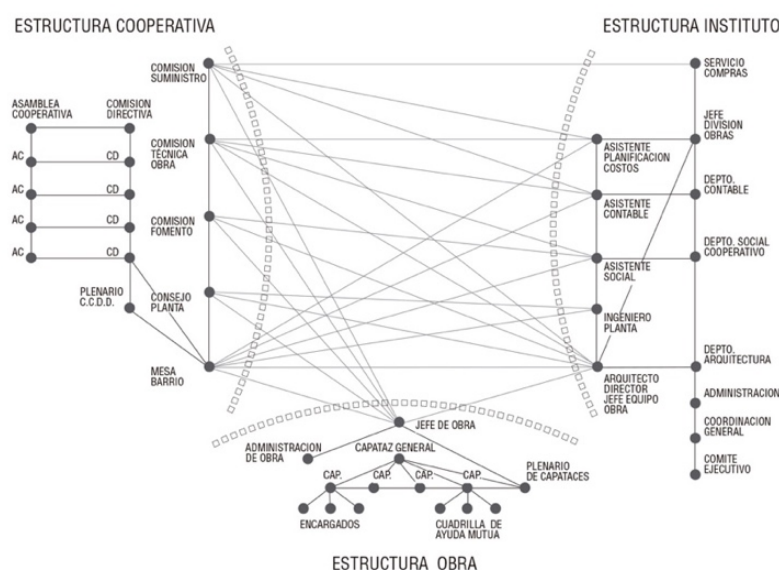 ESTRUCTURA COOPERATIVA
ESTRUCTURA INSTITUTO
COMISION
SUMINISTRO
ASAMBLEA
COOPERATIVA
COMISION
DIRECTIVA
AC
CD
AC
CD
AC
CD
AC
CD
COMISION
TÉCNICA
OBRA
COMISION
FOMENTO
PLENARIO
C.C.D.D.
CONSEJO
PLANTA
MESA
BARRIO
ASISTENTE
PLANIFICACION
COSTOS
ASISTENTE
CONTABLE
ASISTENTE
SOCIAL
INGENIERO
PLANTA
ARQUITECTO
DIRECTOR
JEFE EQUIPO
OBRA
SERVICIO
COMPRAS
JEFE
DIVISION
OBRAS
DEPTO.
CONTABLE
DEPTO. SOCIAL
COOPERATIVO
DEPTO.
ARQUITECTURA
ADMINISTRACION
COORDINACION
GENERAL
COMITE
EJECUTIVO
JEFE DE OBRA
ADMINISTRACION
DE OBRA
CAPATAZ GENERAL
PLENARIO
DE CAPATACES
CAP.
CAP.
CAP.
CAP.
ENCARGADOS
CUADRILLA DE
AYUDA MUTUA
ESTRUCTURA OBRA